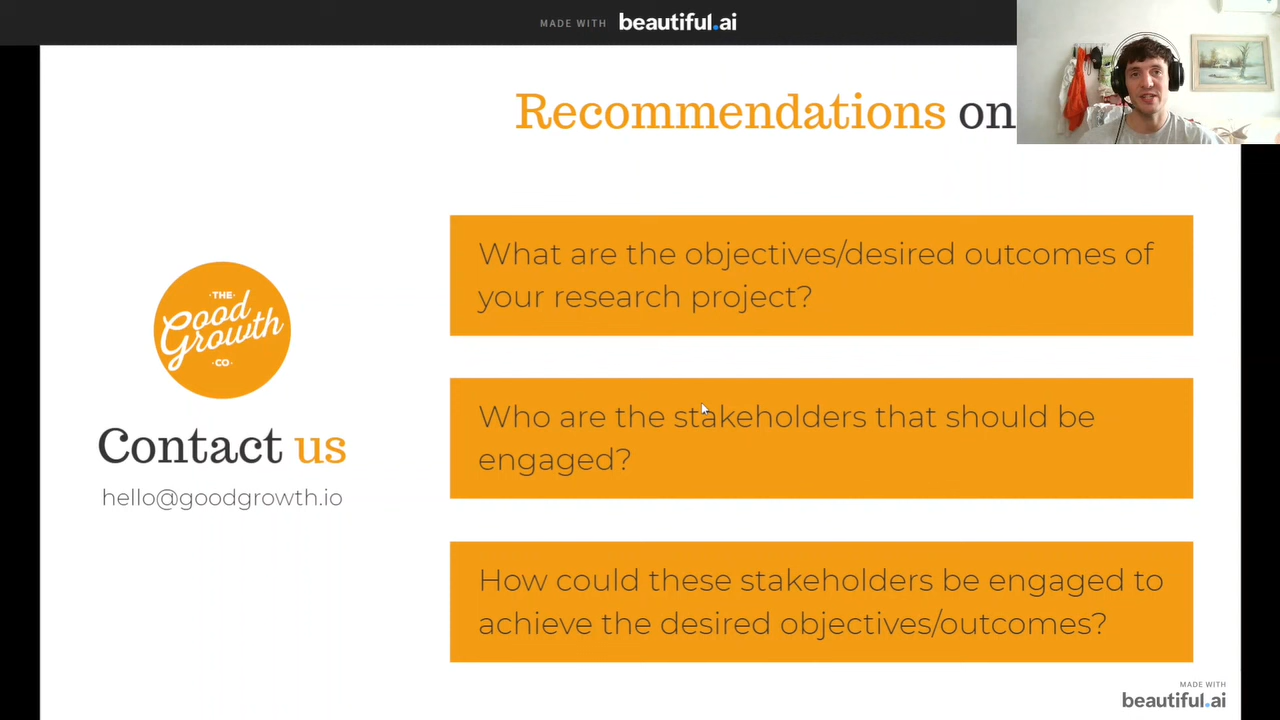 MADE WITH beautiful.ai
Recommendations on
What are the objectives/desired outcomes of
your research project?
·THE·
Good
Growth
·CO·
Who are the stakeholders that should be
engaged?
Contact us
hello@goodgrowth.io
How could these stakeholders be engaged to
achieve the desired objectives/outcomes?
MADE WITH
beautiful.ai